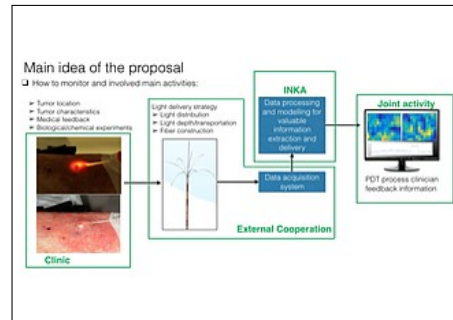 Main idea of the proposal
❑ How to monitor and involved main activities:
➢ Tumor location
➢ Tumor characteristics
➢ Medical feedback
➢ Biological/chemical experiments
Clinic
Light delivery strategy
➢ Light distribution
➢ Light depth/transportation
➢ Fiber construction
Data acquisition
system
External Cooperation
INKA
Data processing
and modelling for
valuable
information
extraction and
delivery
Joint activity
PDT process clinician
feedback information